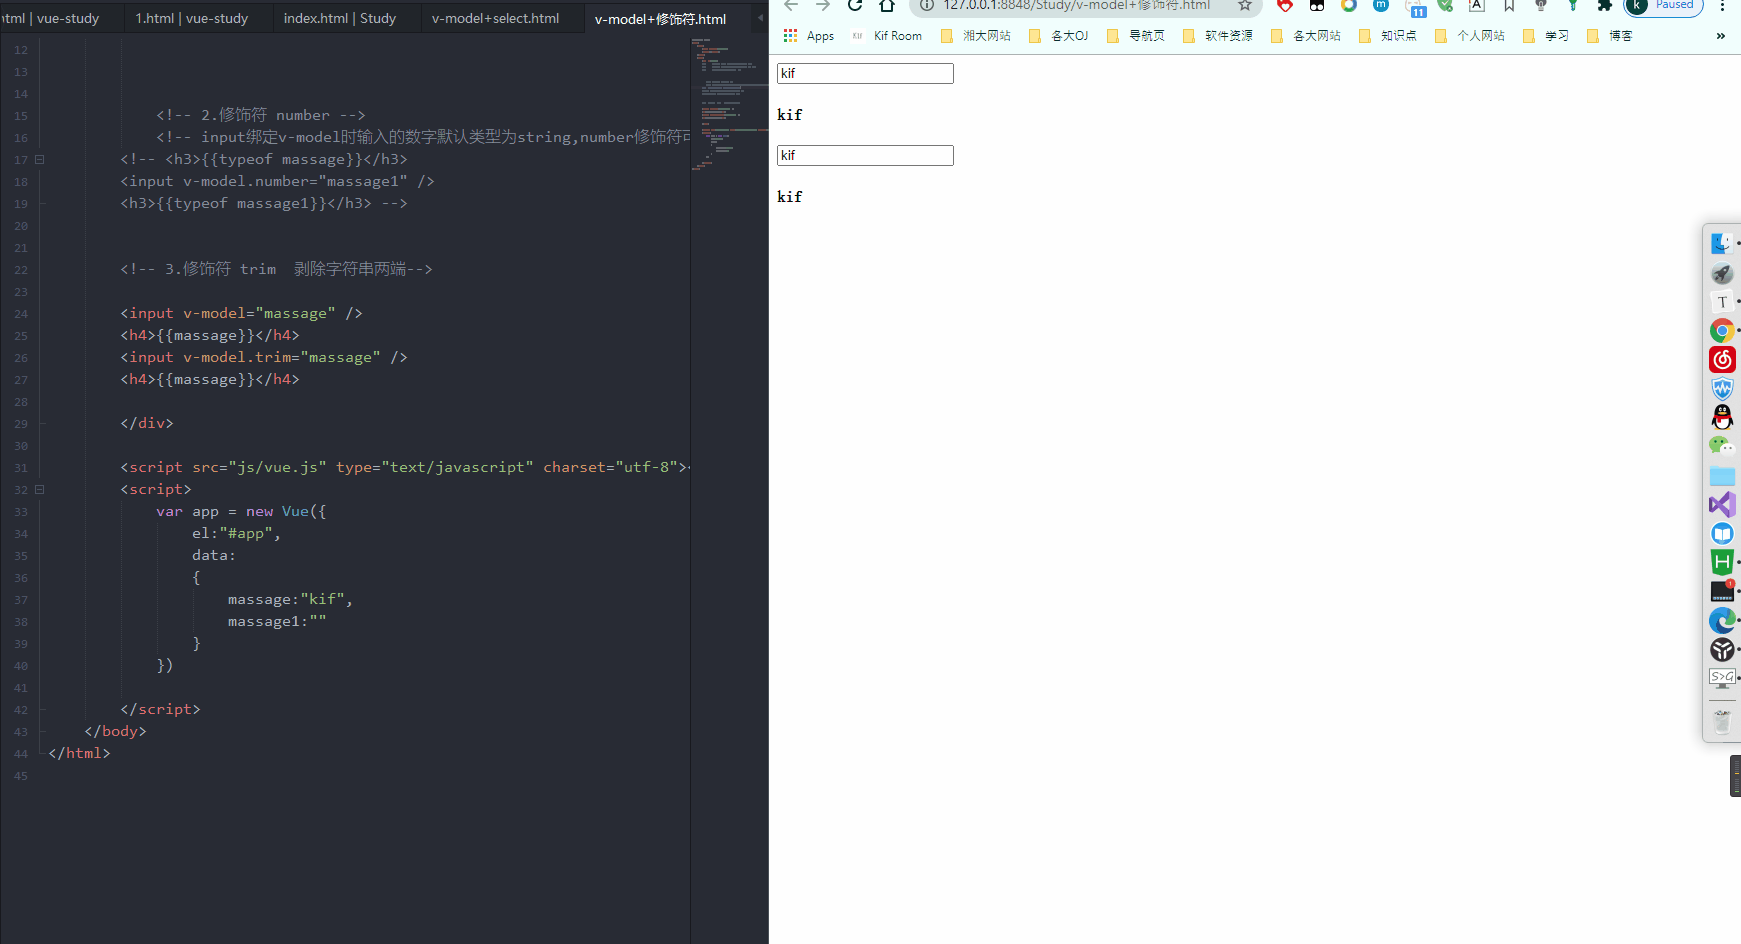 html | vue-study
1.html | vue-study
index.html | Study
v-model+select.html
v-model+修饰符.html
12
13
14
15 <!-- 2.修饰符 number -->
16 <!-- input绑定v-model时输入的数字默认类型为string,number修饰符可
17 <!-- <h3>{{typeof massage}}</h3>
18 <input v-model.number="massage1" />
19 <h3>{{typeof massage1}}</h3> -->
20
21
22 <!-- 3.修饰符 trim  剥除字符串两端-->
23
24 <input v-model="massage" />
25 <h4>{{massage}}</h4>
26 <input v-model.trim="massage" />
27 <h4>{{massage}}</h4>
28
29 </div>
30
31 <script src="js/vue.js" type="text/javascript" charset="utf-8"><
32 <script>
33 var app = new Vue({
34 el:"#app",
35 data:
36 {
37 massage:"kif",
38 massage1:""
39 }
40 })
41
42 </script>
43 </body>
44 </html>
45
127.0.0.1:8848/Study/v-model+修饰符.html
11
A
m
k Paused
Apps
Kif Kif Room
湘大网站
各大OJ
导航页
软件资源
各大网站
知识点
个人网站
学习
博客
»
kif
kif
kif
kif
T
H
S>G